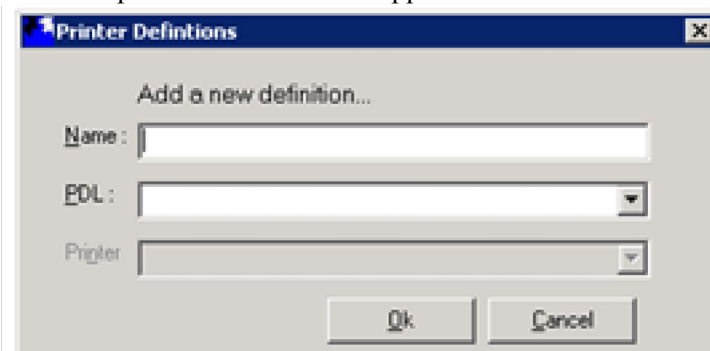 Printer Defintions
Add a new definition...
Name :
PDL :
Printer
Ok Cancel